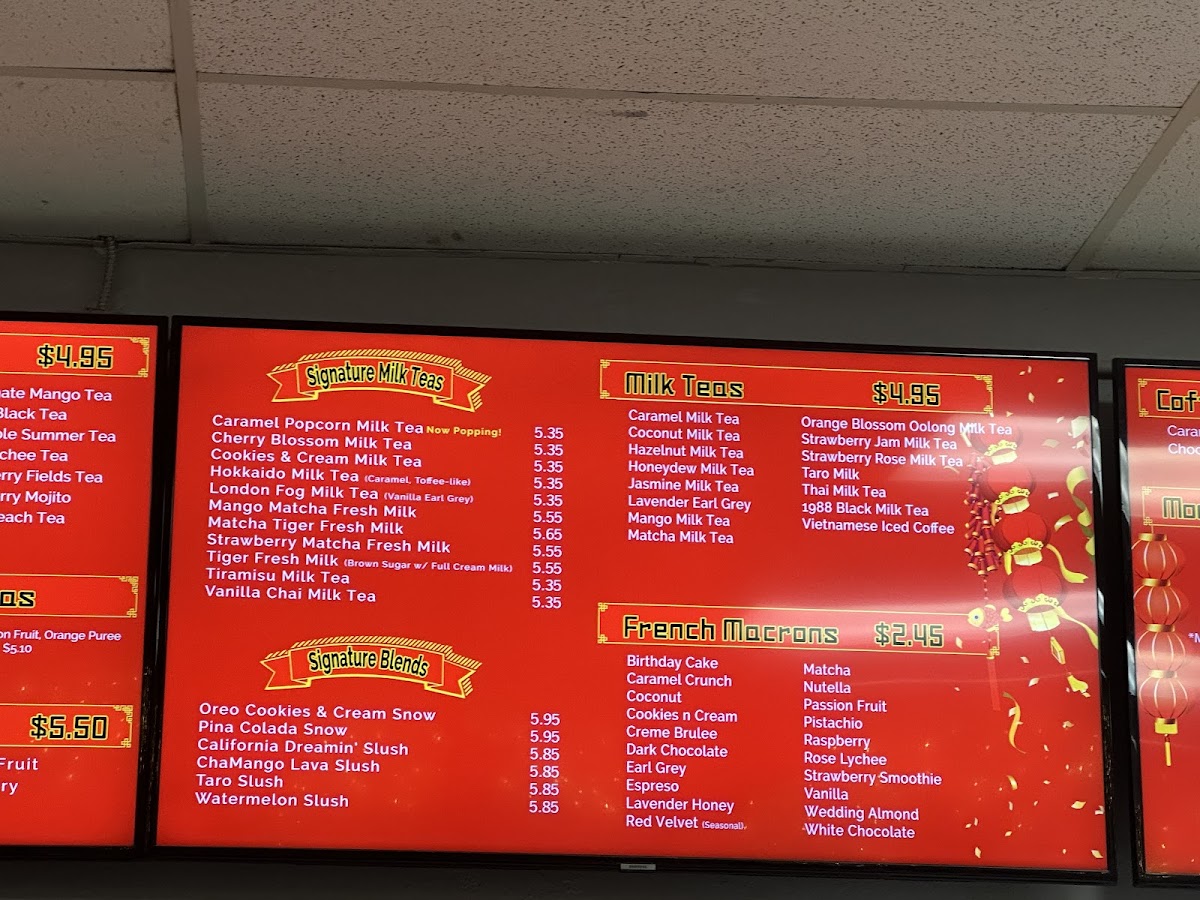 $4.95
ate Mango Tea
Black Tea
ple Summer Tea
chee Tea
erry Fields Tea
rry Mojito
each Tea
as
on Fruit, Orange Puree
$5.10
$5.50
Fruit
ry
Signature Milk Teas
Caramel Popcorn Milk Tea Now Popping! 5.35
Cherry Blossom Milk Tea 5.35
Cookies & Cream Milk Tea 5.35
Hokkaido Milk Tea (Caramel, Toffee-like) 5.35
London Fog Milk Tea (Vanilla Earl Grey) 5.35
Mango Matcha Fresh Milk 5.55
Matcha Tiger Fresh Milk 5.65
Strawberry Matcha Fresh Milk 5.55
Tiger Fresh Milk (Brown Sugar w/ Full Cream Milk) 5.55
Tiramisu Milk Tea 5.35
Vanilla Chai Milk Tea 5.35
Signature Blends
Oreo Cookies & Cream Snow 5.95
Pina Colada Snow 5.95
California Dreamin' Slush 5.85
ChaMango Lava Slush 5.85
Taro Slush 5.85
Watermelon Slush 5.85
Milk Teas $4.95
Caramel Milk Tea
Coconut Milk Tea
Hazelnut Milk Tea
Honeydew Milk Tea
Jasmine Milk Tea
Lavender Earl Grey
Mango Milk Tea
Matcha Milk Tea
Orange Blossom Oolong Milk Tea
Strawberry Jam Milk Tea
Strawberry Rose Milk Tea
Taro Milk
Thai Milk Tea
1988 Black Milk Tea
Vietnamese Iced Coffee
French Macrons $2.45
Birthday Cake
Caramel Crunch
Coconut
Cookies n Cream
Creme Brulee
Dark Chocolate
Earl Grey
Espreso
Lavender Honey
Red Velvet (Seasonal)
Matcha
Nutella
Passion Fruit
Pistachio
Raspberry
Rose Lychee
Strawberry Smoothie
Vanilla
Wedding Almond
White Chocolate
Cof
Cara
Choc
Mo
*M